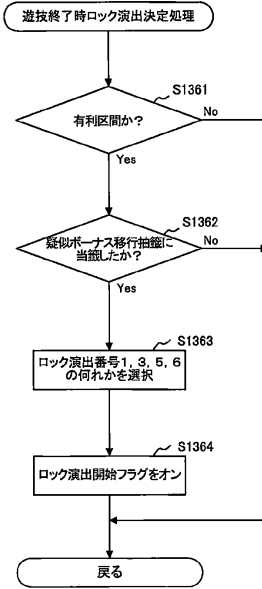 遊技終了時ロック演出決定処理
S1361
有利区間か?
No
Yes
S1362
疑似ボーナス移行抽籤に
当籤したか?
No
Yes
S1363
ロック演出番号1, 3, 5, 6
の何れかを選択
S1364
ロック演出開始フラグをオン
戻る